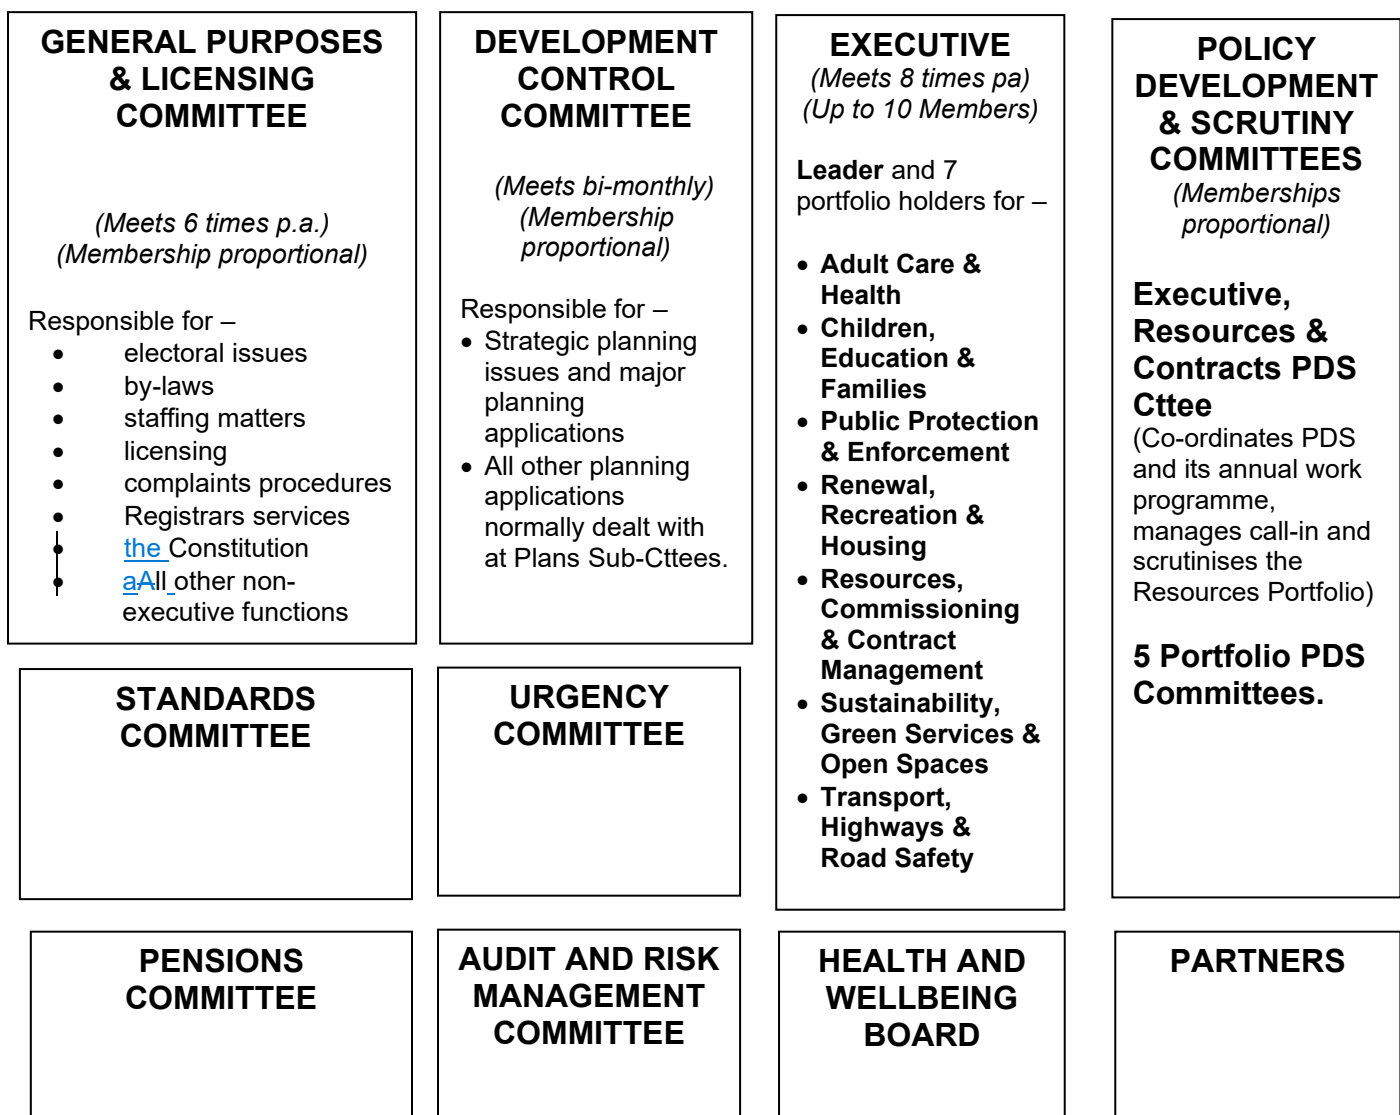 GENERAL PURPOSES
& LICENSING
COMMITTEE
(Meets 6 times p.a.)
(Membership proportional)
Responsible for –
• electoral issues
• by-laws
• staffing matters
• licensing
• complaints procedures
• Registrars services
• the Constitution
• aAll other non-
executive functions
DEVELOPMENT
CONTROL
COMMITTEE
(Meets bi-monthly)
(Membership
proportional)
Responsible for –
• Strategic planning
issues and major
planning
applications
• All other planning
applications
normally dealt with
at Plans Sub-Cttees.
EXECUTIVE
(Meets 8 times pa)
(Up to 10 Members)
Leader and 7
portfolio holders for –
• Adult Care &
Health
• Children,
Education &
Families
• Public Protection
& Enforcement
• Renewal,
Recreation &
Housing
• Resources,
Commissioning
& Contract
Management
• Sustainability,
Green Services &
Open Spaces
• Transport,
Highways &
Road Safety
POLICY
DEVELOPMENT
& SCRUTINY
COMMITTEES
(Memberships
proportional)
Executive,
Resources &
Contracts PDS
Cttee
(Co-ordinates PDS
and its annual work
programme,
manages call-in and
scrutinises the
Resources Portfolio)
5 Portfolio PDS
Committees.
STANDARDS
COMMITTEE
URGENCY
COMMITTEE
PENSIONS
COMMITTEE
AUDIT AND RISK
MANAGEMENT
COMMITTEE
HEALTH AND
WELLBEING
BOARD
PARTNERS